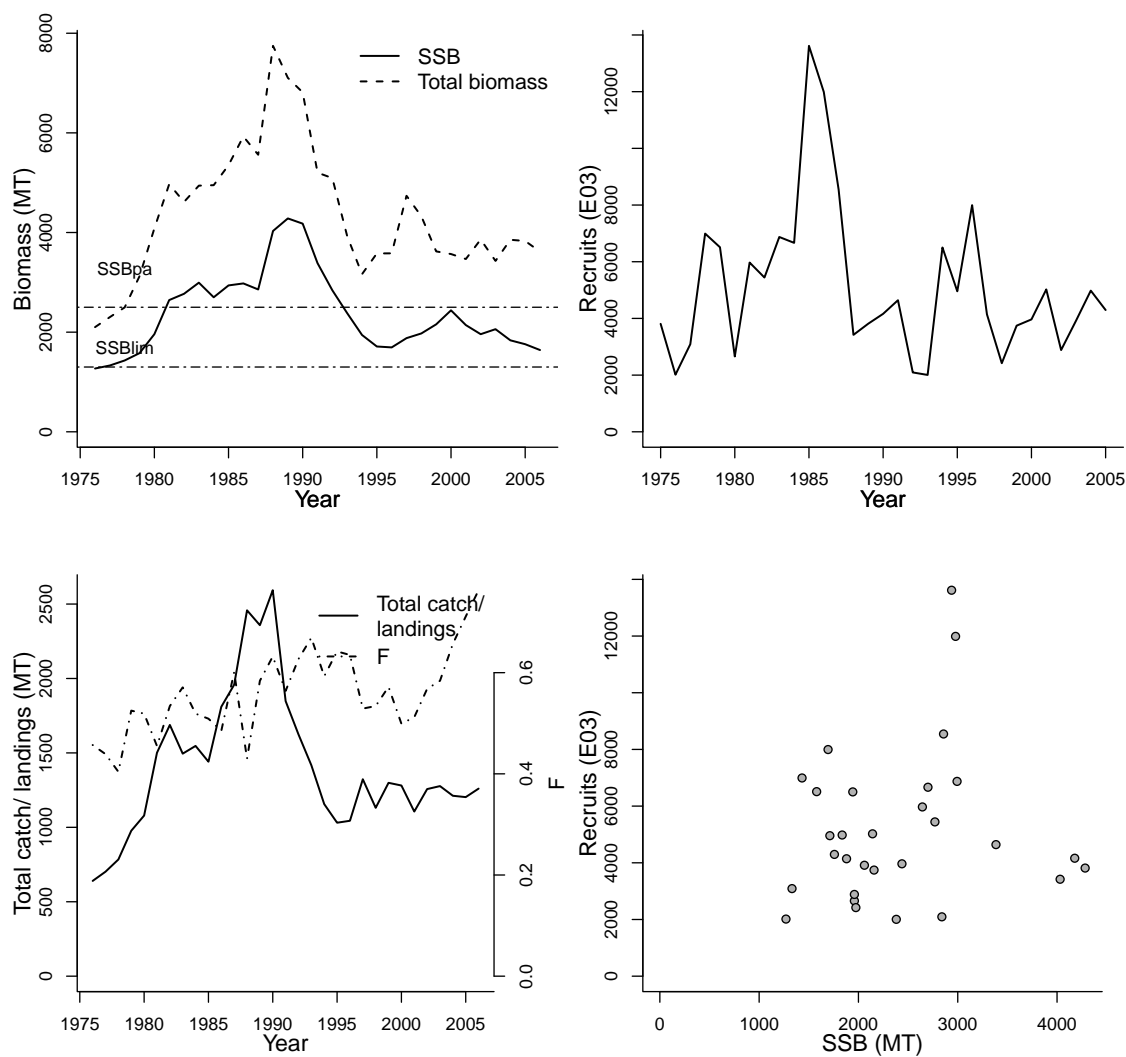 8000
6000
4000
2000
0
Biomass (MT)
SSB
Total biomass
SSBpa
SSBlim
1975 1980 1985 1990 1995 2000 2005
Year
12000
8000
6000
4000
2000
0
Recruits (E03)
1975 1980 1985 1990 1995 2000 2005
Year
2500
2000
1500
1000
500
0
Total catch/ landings (MT)
Total catch/
landings
F
0.6
0.4
0.2
0.0
F
1975 1980 1985 1990 1995 2000 2005
Year
12000
8000
6000
4000
2000
0
Recruits (E03)
0 1000 2000 3000 4000
SSB (MT)